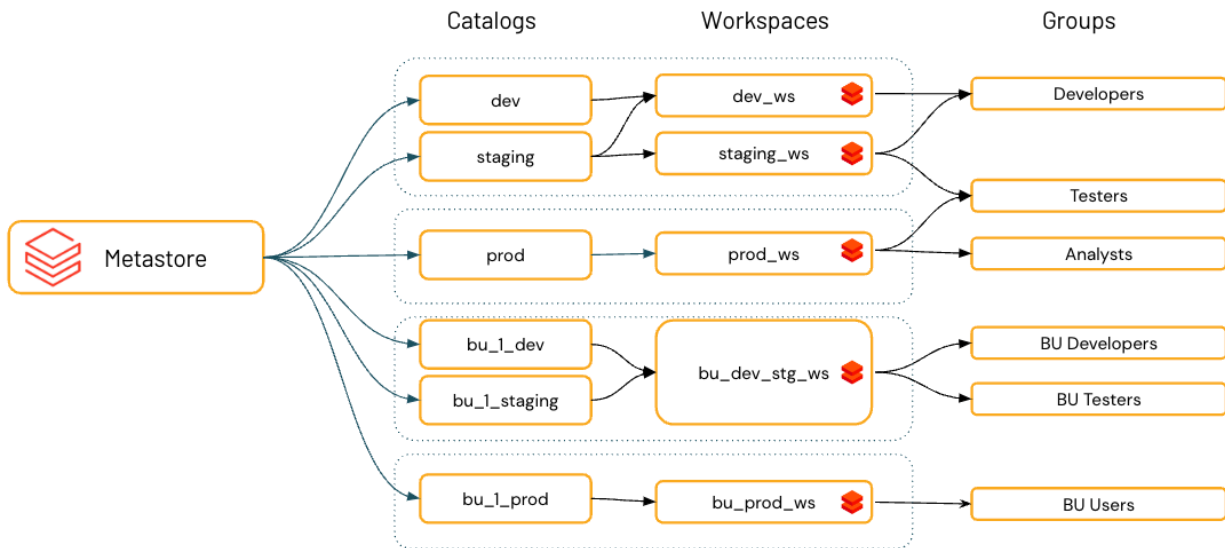 Catalogs
Workspaces
Groups
dev
dev_ws
Developers
staging
staging_ws
Testers
Metastore
prod
prod_ws
Analysts
bu_1_dev
bu_dev_stg_ws
BU Developers
bu_1_staging
BU Testers
bu_1_prod
bu_prod_ws
BU Users